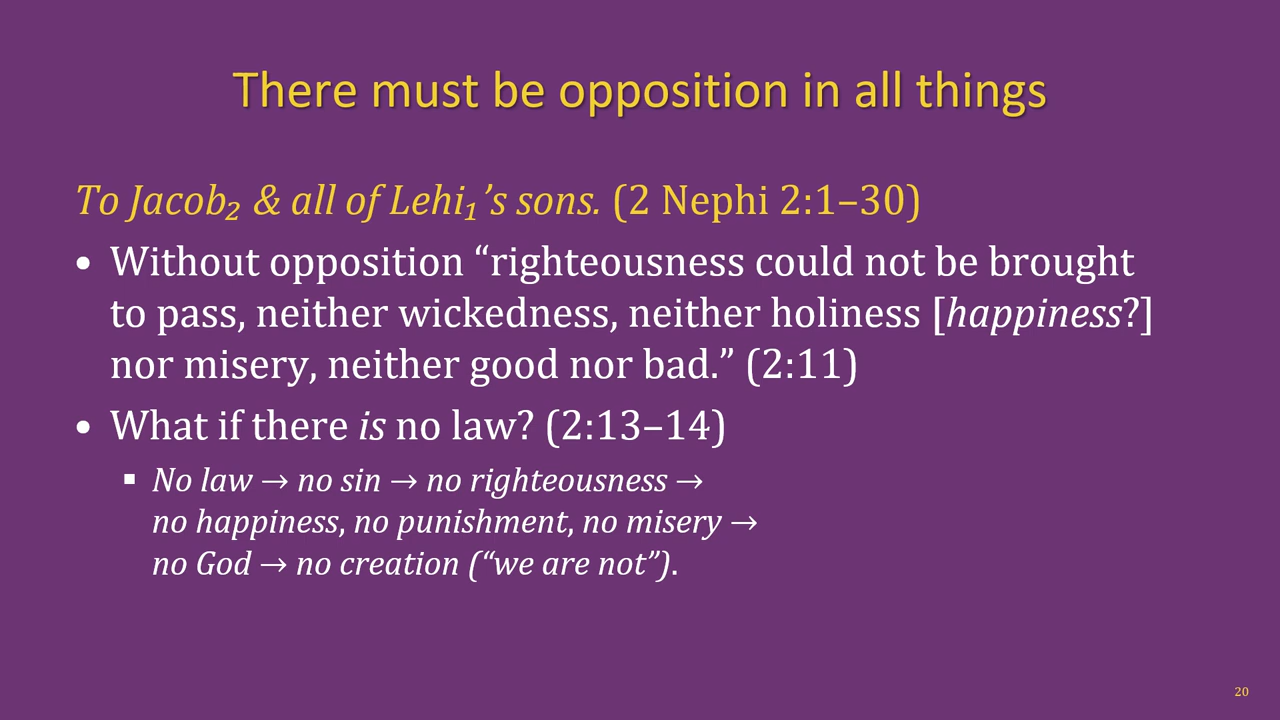 There must be opposition in all things
To Jacob₂ & all of Lehi₁’s sons. (2 Nephi 2:1–30)
• Without opposition “righteousness could not be brought
to pass, neither wickedness, neither holiness [happiness?]
nor misery, neither good nor bad.” (2:11)
• What if there is no law? (2:13–14)
▪ No law → no sin → no righteousness →
no happiness, no punishment, no misery →
no God → no creation (“we are not”).
20